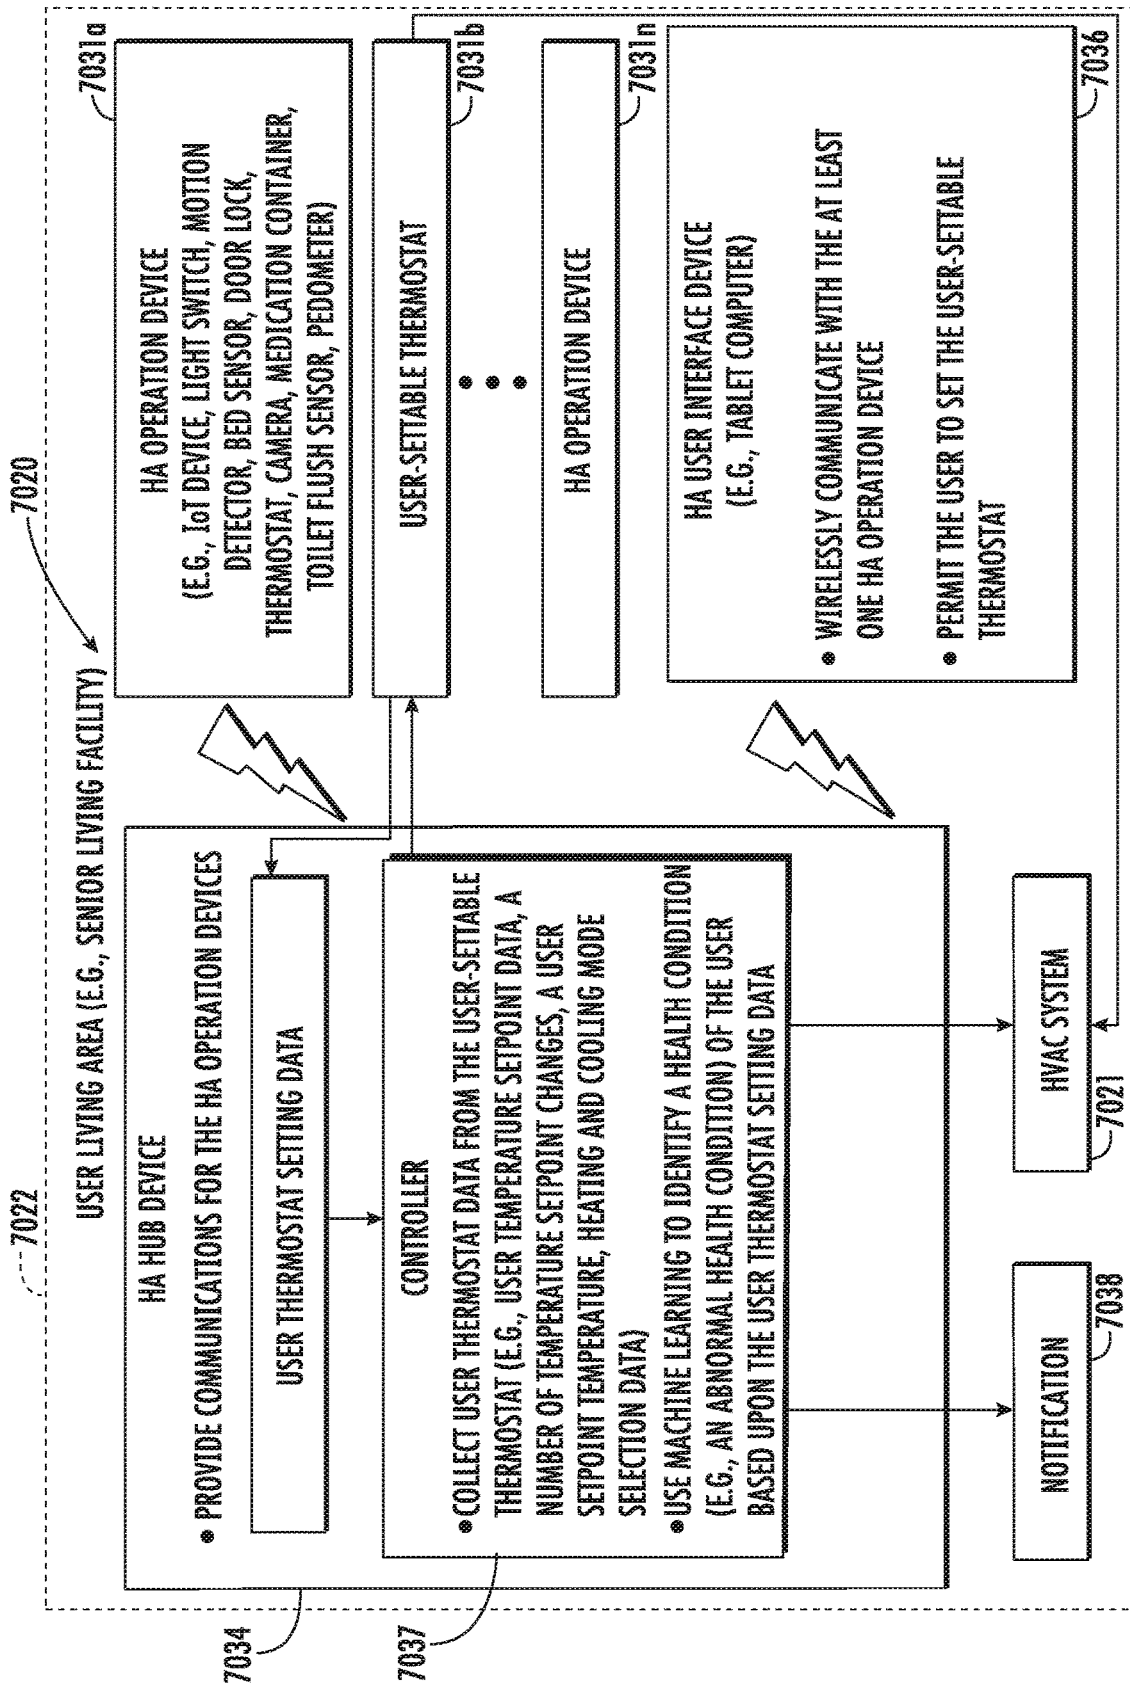 7022
7020
USER LIVING AREA (E.G., SENIOR LIVING FACILITY)
7034
HA HUB DEVICE
• PROVIDE COMMUNICATIONS FOR THE HA OPERATION DEVICES
USER THERMOSTAT SETTING DATA
7037
CONTROLLER
• COLLECT USER THERMOSTAT DATA FROM THE USER-SETTABLE
THERMOSTAT (E.G., USER TEMPERATURE SETPOINT DATA, A
NUMBER OF TEMPERATURE SETPOINT CHANGES, A USER
SETPOINT TEMPERATURE, HEATING AND COOLING MODE
SELECTION DATA)
• USE MACHINE LEARNING TO IDENTIFY A HEALTH CONDITION
(E.G., AN ABNORMAL HEALTH CONDITION) OF THE USER
BASED UPON THE USER THERMOSTAT SETTING DATA
NOTIFICATION
7038
HVAC SYSTEM
7021
7031a
HA OPERATION DEVICE
(E.G., IoT DEVICE, LIGHT SWITCH, MOTION
DETECTOR, BED SENSOR, DOOR LOCK,
THERMOSTAT, CAMERA, MEDICATION CONTAINER,
TOILET FLUSH SENSOR, PEDOMETER)
USER-SETTABLE THERMOSTAT
7031b
• • •
HA OPERATION DEVICE
7031n
HA USER INTERFACE DEVICE
(E.G., TABLET COMPUTER)
• WIRELESSLY COMMUNICATE WITH THE AT LEAST
ONE HA OPERATION DEVICE
• PERMIT THE USER TO SET THE USER-SETTABLE
THERMOSTAT
7036